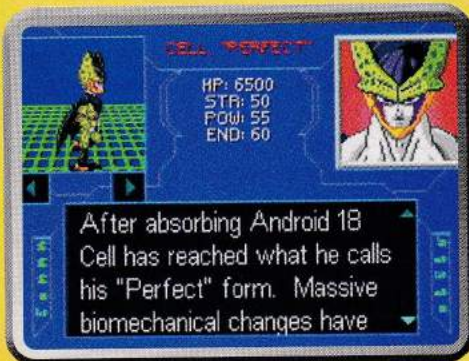 CELL "PERFECT"
HP: 6500
STR: 50
POW: 55
END: 60
After absorbing Android 18
Cell has reached what he calls
his "Perfect" form. Massive
biomechanical changes have